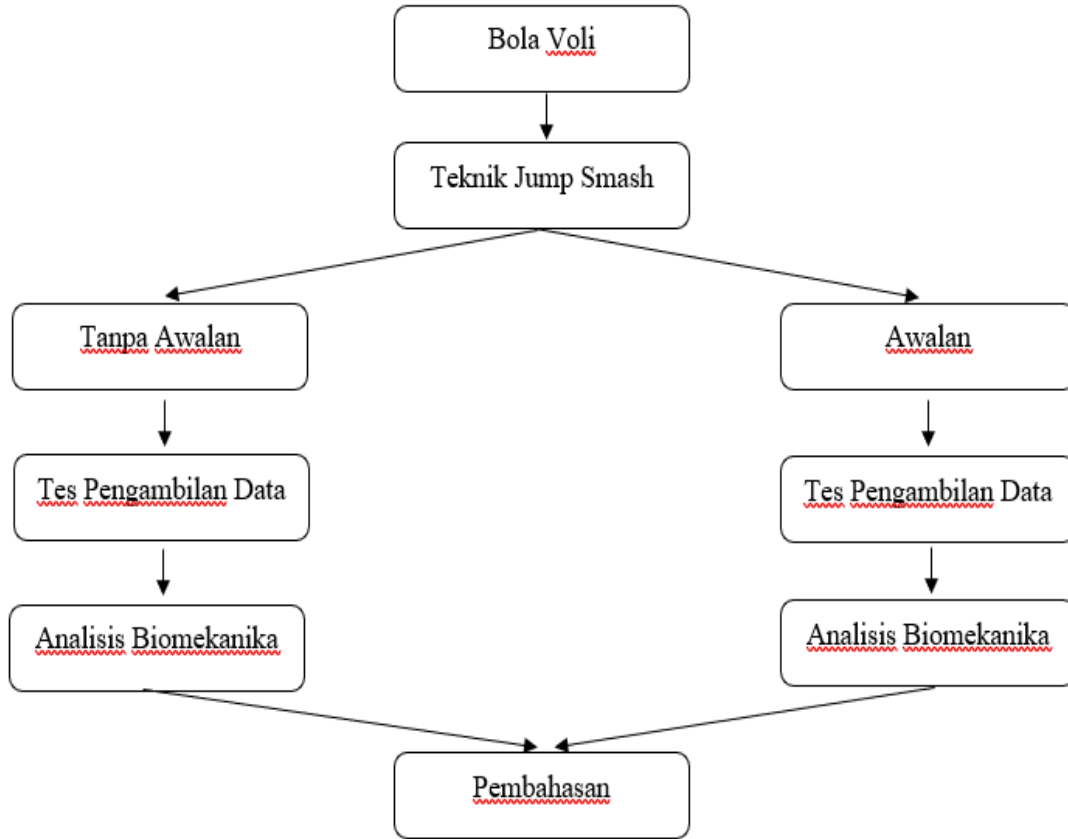 Bola Voli
Teknik Jump Smash
Tanpa Awalan
Awalan
Tes Pengambilan Data
Tes Pengambilan Data
Analisis Biomekanika
Analisis Biomekanika
Pembahasan